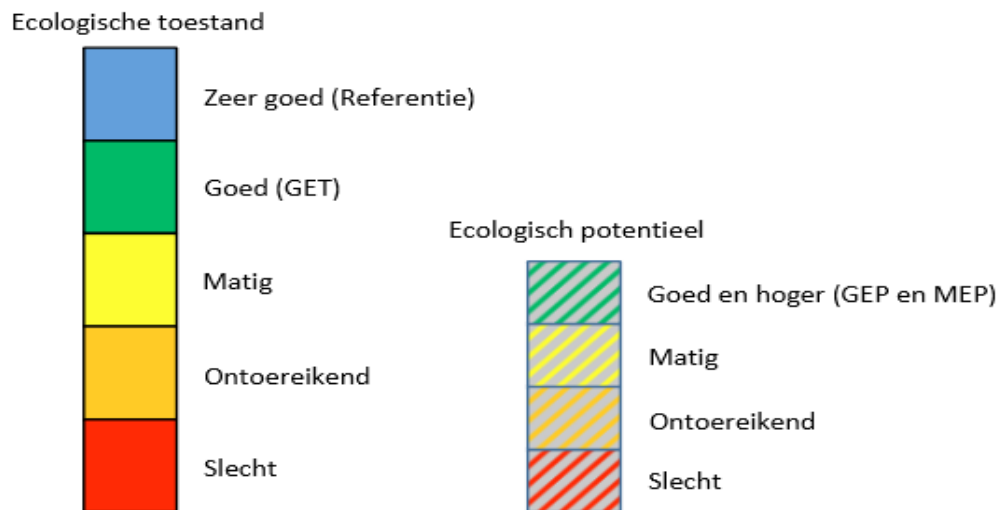 Ecologische toestand
Zeer goed (Referentie)
Goed (GET)
Matig
Ontoereikend
Slecht
Ecologisch potentieel
Goed en hoger (GEP en MEP)
Matig
Ontoereikend
Slecht